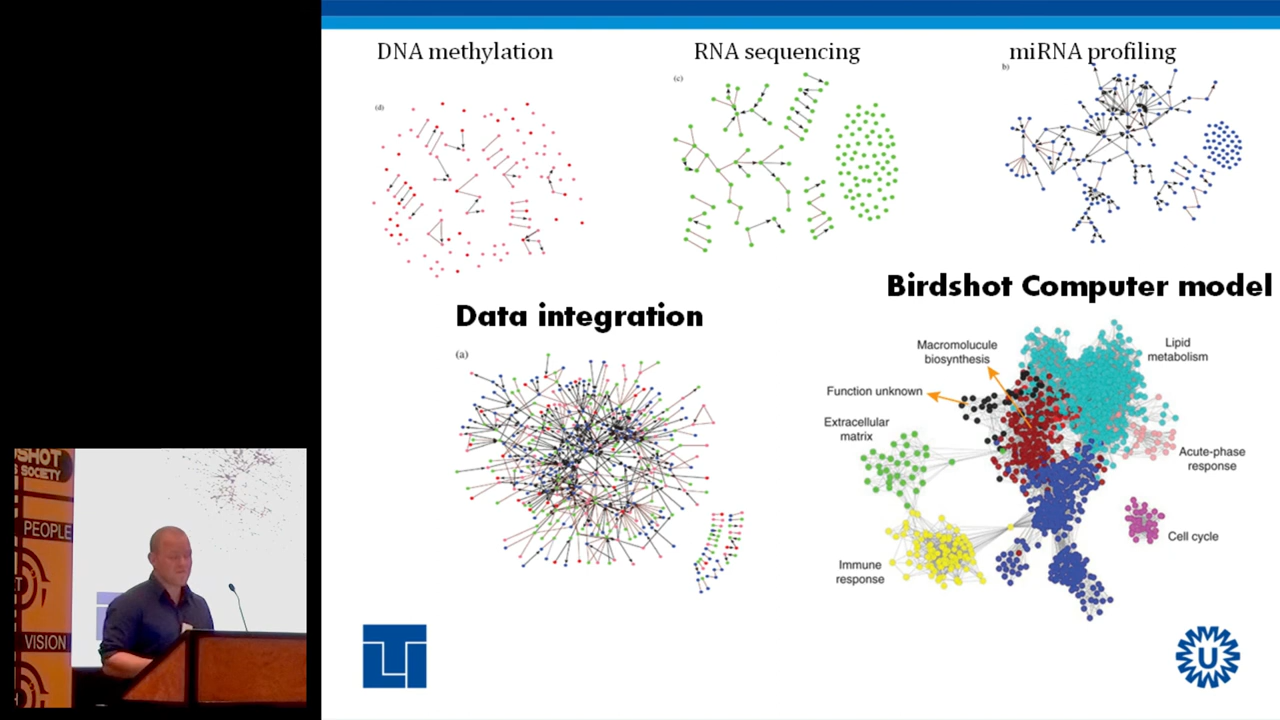 DNA methylation
RNA sequencing
miRNA profiling
(d)
(c)
b)
Birdshot Computer model
Data integration
(a)
Macromolucule
biosynthesis
Lipid
metabolism
Function unknown
Extracellular
matrix
Acute-phase
response
Cell cycle
Immune
response
U
SHOT
SOCIETY
PEOPLE
VISION